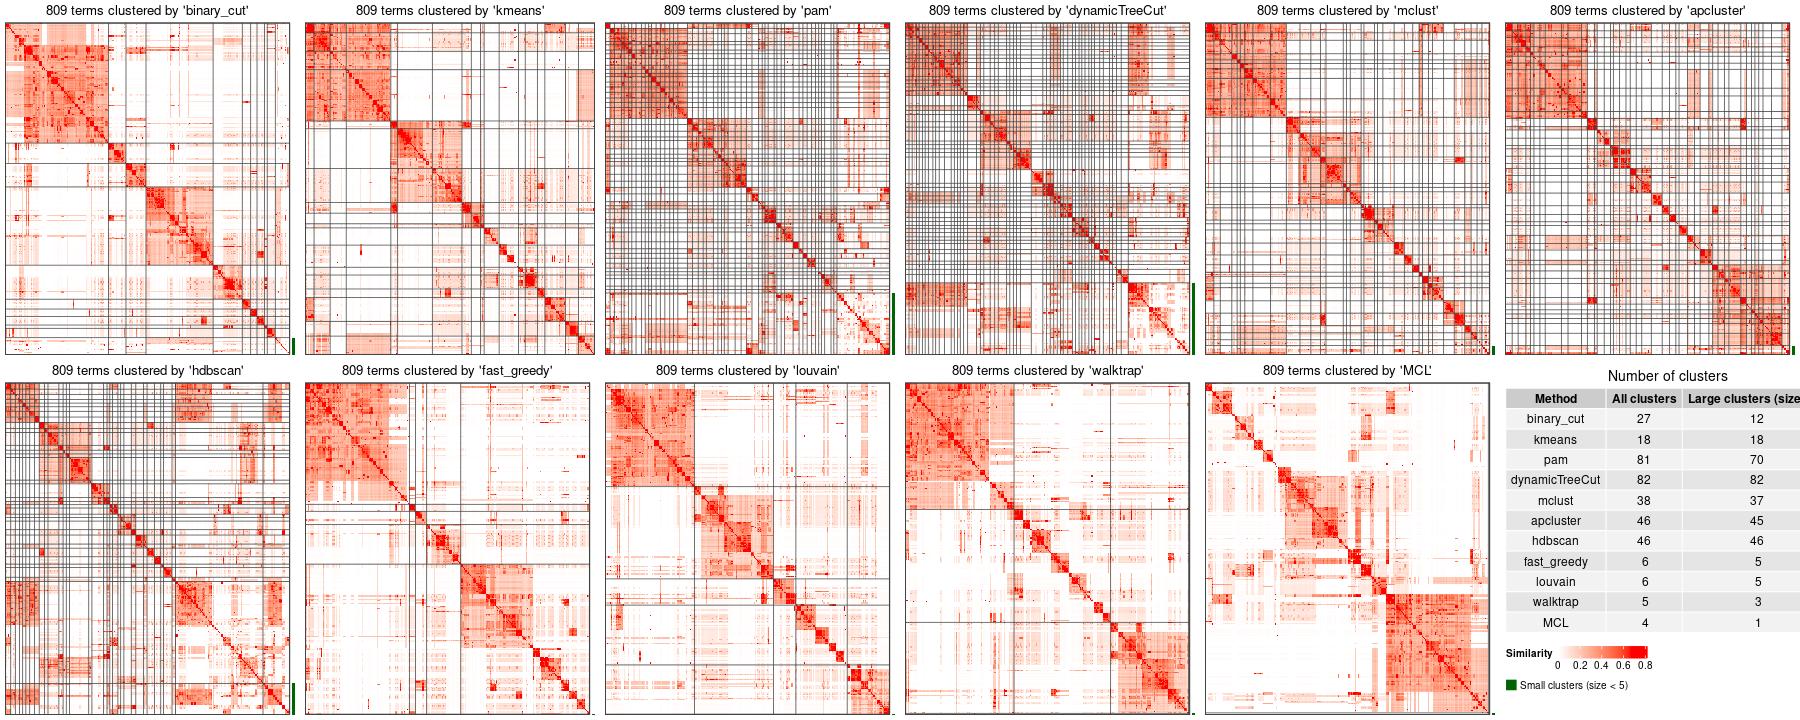 809 terms clustered by 'binary_cut'
809 terms clustered by 'kmeans'
809 terms clustered by 'pam'
809 terms clustered by 'dynamicTreeCut'
809 terms clustered by 'mclust'
809 terms clustered by 'apcluster'
809 terms clustered by 'hdbscan'
809 terms clustered by 'fast_greedy'
809 terms clustered by 'louvain'
809 terms clustered by 'walktrap'
809 terms clustered by 'MCL'
Number of clusters
Method All clusters Large clusters (size
binary_cut 27 12
kmeans 18 18
pam 81 70
dynamicTreeCut 82 82
mclust 38 37
apcluster 46 45
hdbscan 46 46
fast_greedy 6 5
louvain 6 5
walktrap 5 3
MCL 4 1
Similarity
0 0.2 0.4 0.6 0.8
Small clusters (size < 5)